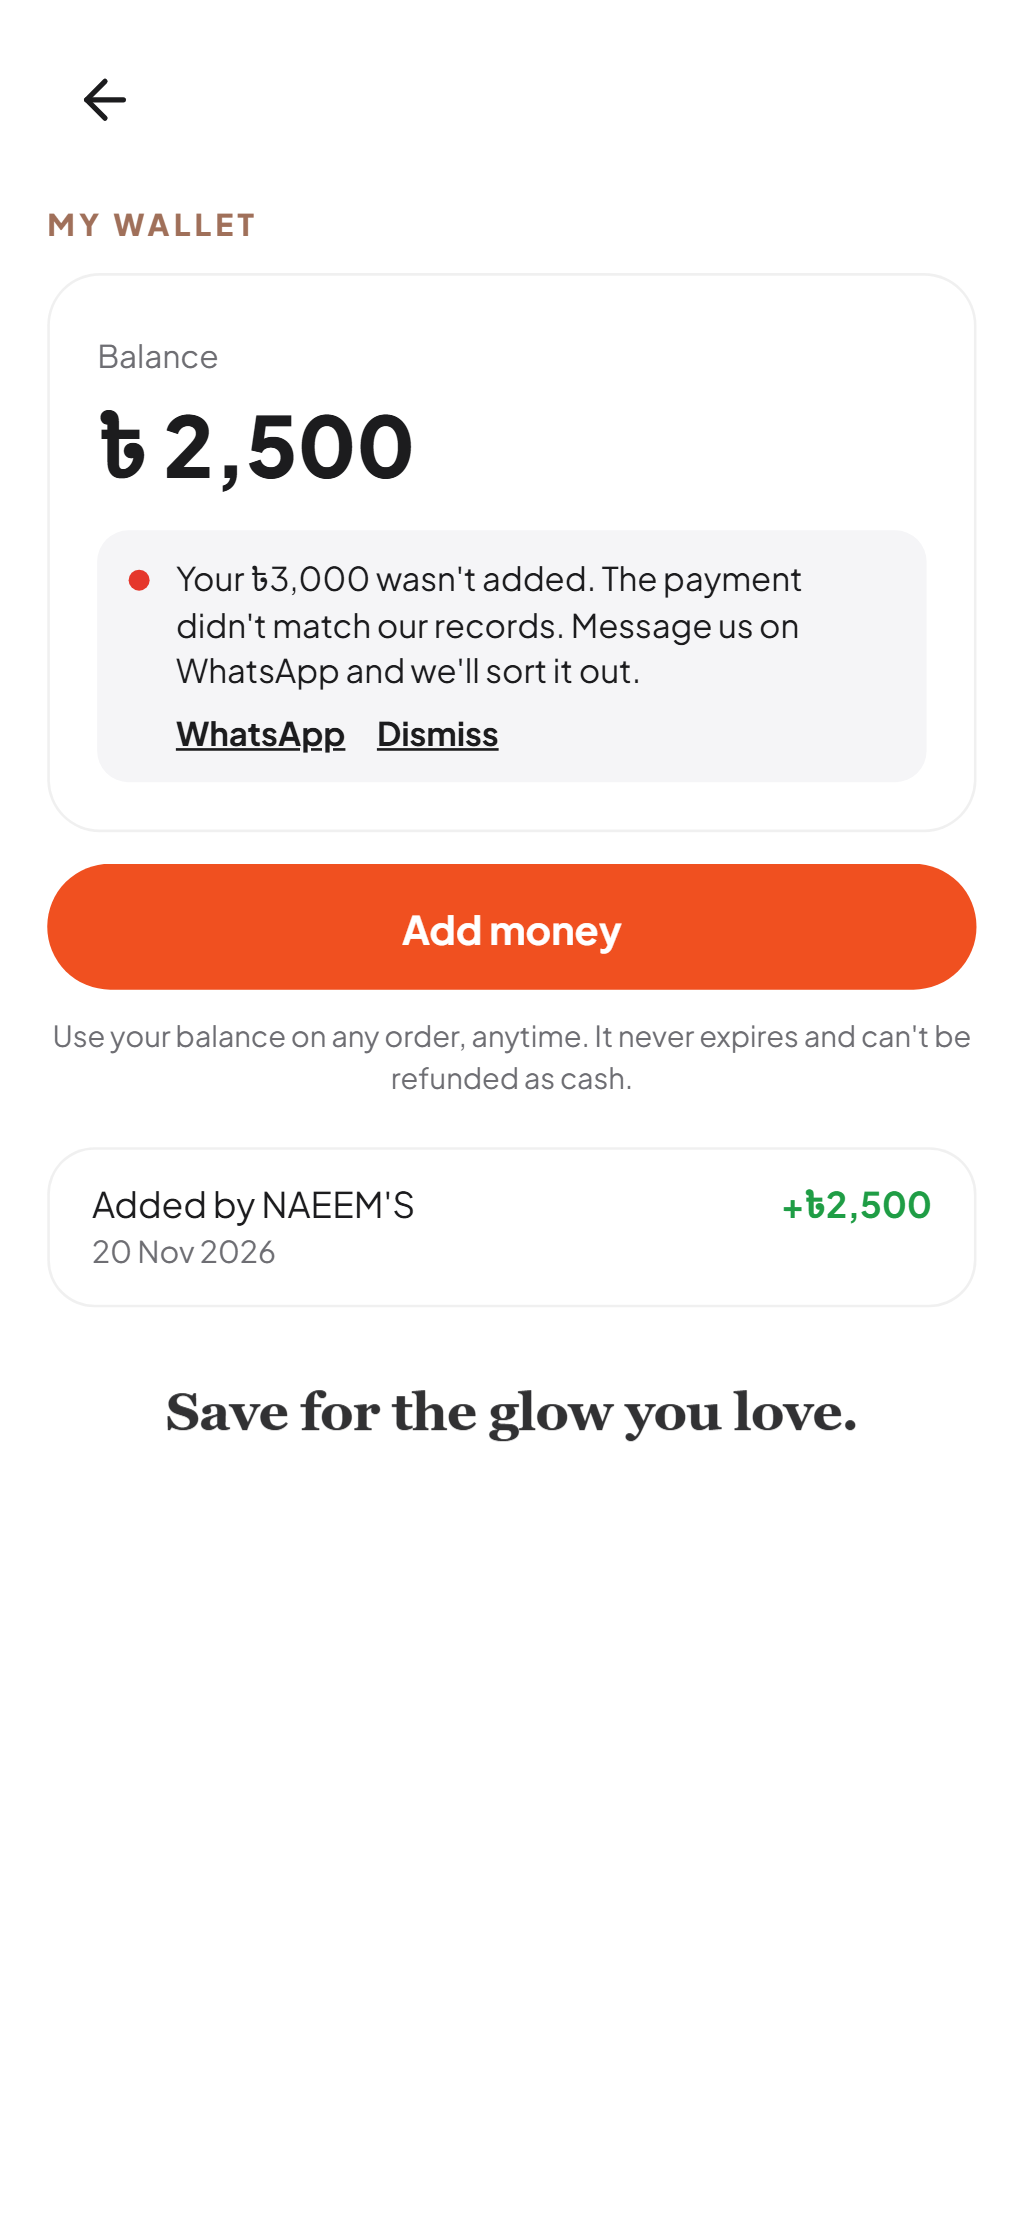 MY WALLET
Balance
৳ 2,500
Your ৳3,000 wasn't added. The payment
didn't match our records. Message us on
WhatsApp and we'll sort it out.
WhatsApp Dismiss
Add money
Use your balance on any order, anytime. It never expires and can't be
refunded as cash.
Added by NAEEM'S +৳2,500
20 Nov 2026
Save for the glow you love.